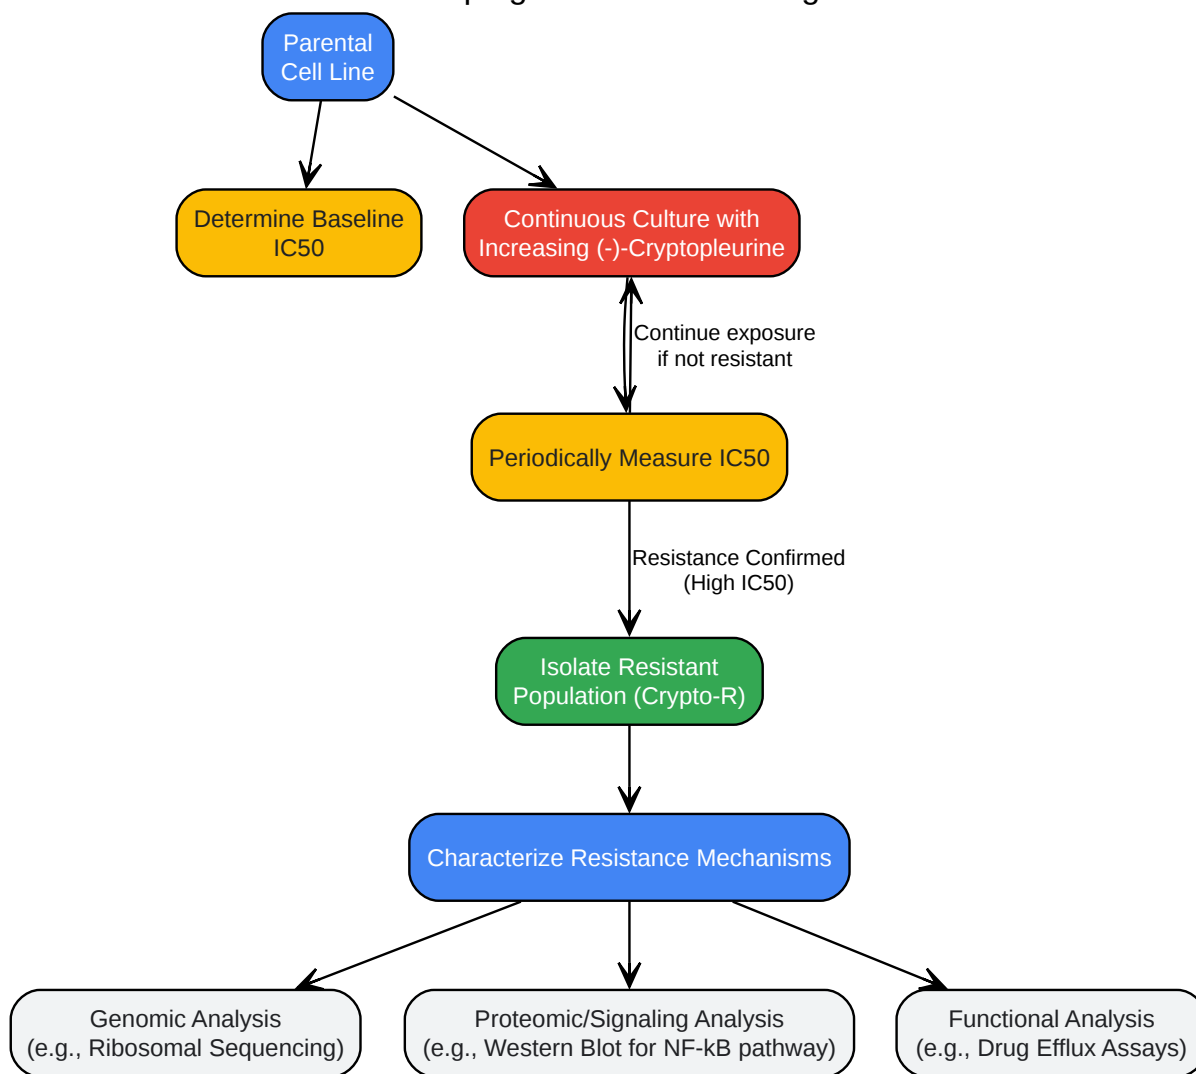 Parental
Cell Line
Determine Baseline
IC50
Continuous Culture with
Increasing (-)-Cryptopleurine
Continue exposure
if not resistant
Periodically Measure IC50
Resistance Confirmed
(High IC50)
Isolate Resistant
Population (Crypto-R)
Characterize Resistance Mechanisms
Genomic Analysis
(e.g., Ribosomal Sequencing)
Proteomic/Signaling Analysis
(e.g., Western Blot for NF-kB pathway)
Functional Analysis
(e.g., Drug Efflux Assays)